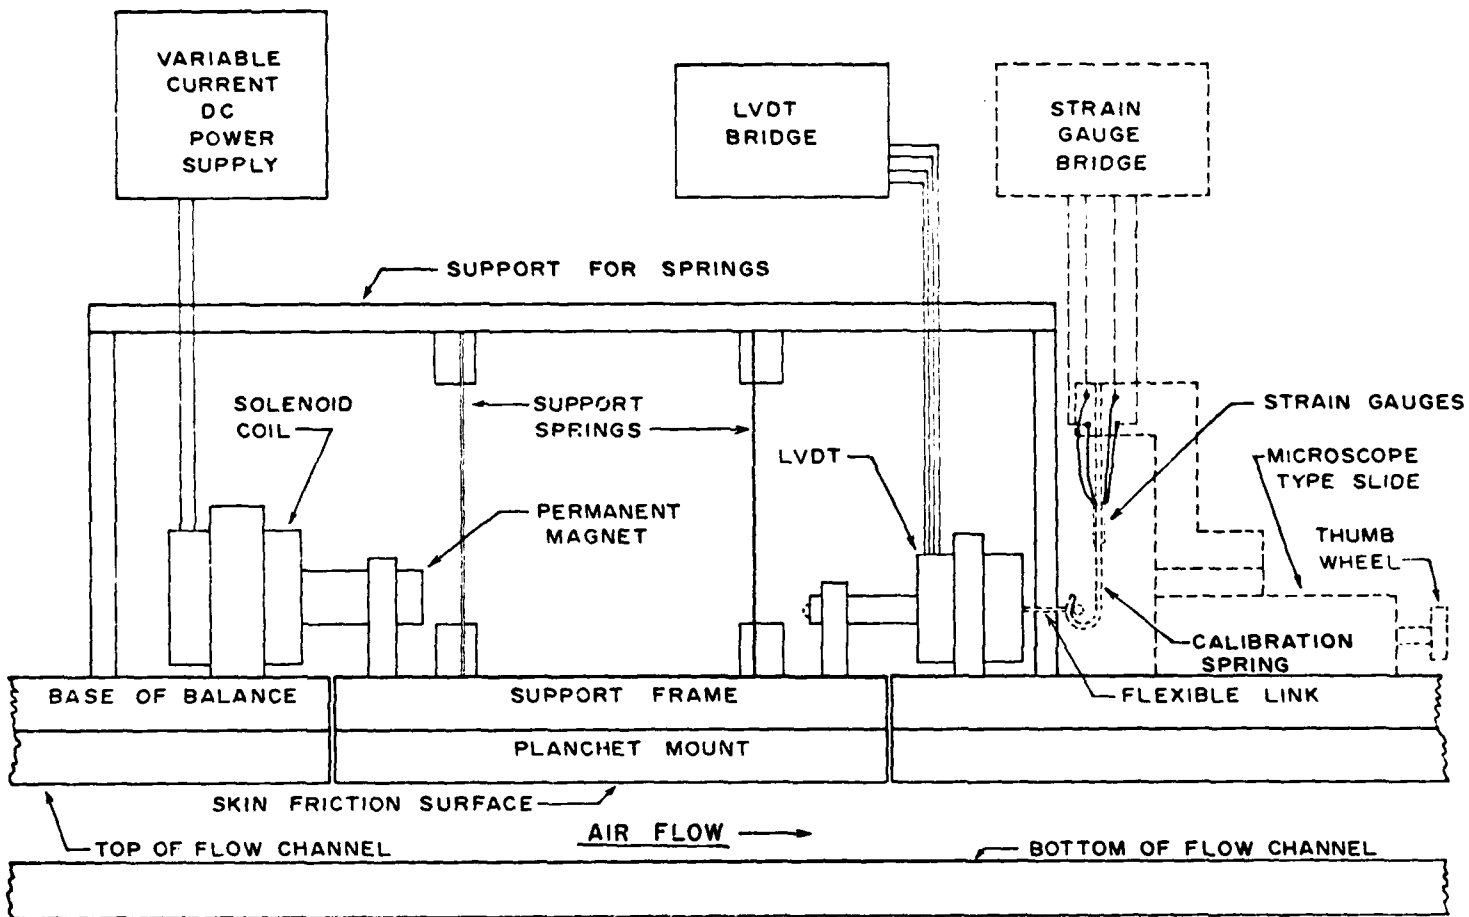 VARIABLE
CURRENT
DC
POWER
SUPPLY
LVDT
BRIDGE
STRAIN
GAUGE
BRIDGE
SUPPORT FOR SPRINGS
SOLENOID
COIL
SUPPORT
SPRINGS
STRAIN GAUGES
LVDT
MICROSCOPE
TYPE SLIDE
PERMANENT
MAGNET
THUMB
WHEEL
CALIBRATION
SPRING
BASE OF BALANCE
SUPPORT FRAME
FLEXIBLE LINK
PLANCHET MOUNT
SKIN FRICTION SURFACE
AIR FLOW
TOP OF FLOW CHANNEL
BOTTOM OF FLOW CHANNEL